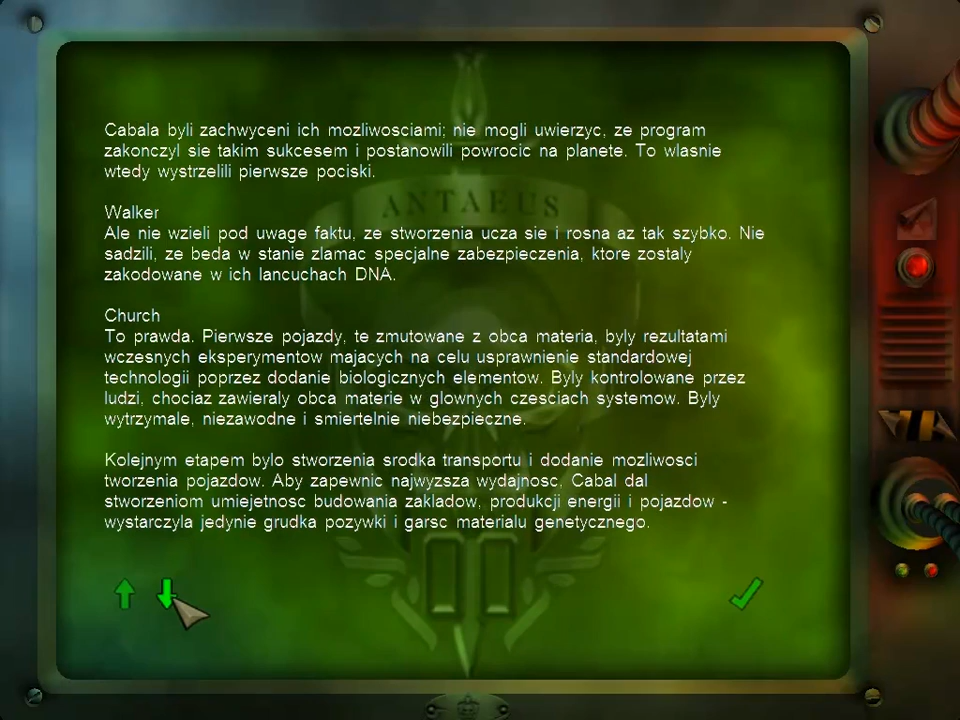 Cabala byli zachwyceni ich mozliwosciami; nie mogli uwierzyc, ze program
zakonczyl sie takim sukcesem i postanowili powrocic na planete. To wlasnie
wtedy wystrzelili pierwsze pociski.
Walker
Ale nie wzieli pod uwage faktu, ze stworzenia ucza sie i rosna az tak szybko. Nie
sadzili, ze beda w stanie zlamac specjalne zabezpieczenia, ktore zostaly
zakodowane w ich lancuchach DNA.
Church
To prawda. Pierwsze pojazdy, te zmutowane z obca materia, byly rezultatami
wczesnych eksperymentow majacych na celu usprawnienie standardowej
technologii poprzez dodanie biologicznych elementow. Byly kontrolowane przez
ludzi, chociaz zawieraly obca materie w glownych czesciach systemow. Byly
wytrzymale, niezawodne i smiertelnie niebezpieczne.
Kolejnym etapem bylo stworzenia srodka transportu i dodanie mozliwosci
tworzenia pojazdow. Aby zapewnic najwyzsza wydajnosc, Cabal dal
stworzeniom umiejetnosc budowania zakladow, produkcji energii i pojazdow -
wystarczyla jedynie grudka pozywki i garsc materialu genetycznego.
ANTAEUS